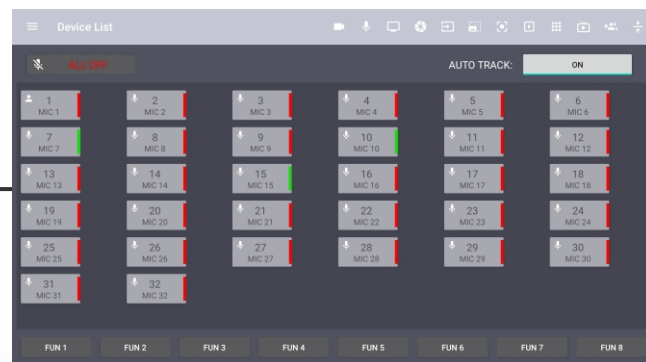 Device List
ALL OFF
AUTO TRACK:
ON
1 2 3 4 5 6
MIC 1 MIC 2 MIC 3 MIC 4 MIC 5 MIC 6
7 8 9 10 11 12
MIC 7 MIC 8 MIC 9 MIC 10 MIC 11 MIC 12
13 14 15 16 17 18
MIC 13 MIC 14 MIC 15 MIC 16 MIC 17 MIC 18
19 20 21 22 23 24
MIC 19 MIC 20 MIC 21 MIC 22 MIC 23 MIC 24
25 26 27 28 29 30
MIC 25 MIC 26 MIC 27 MIC 28 MIC 29 MIC 30
31 32
MIC 31 MIC 32
FUN 1 FUN 2 FUN 3 FUN 4 FUN 5 FUN 6 FUN 7 FUN 8